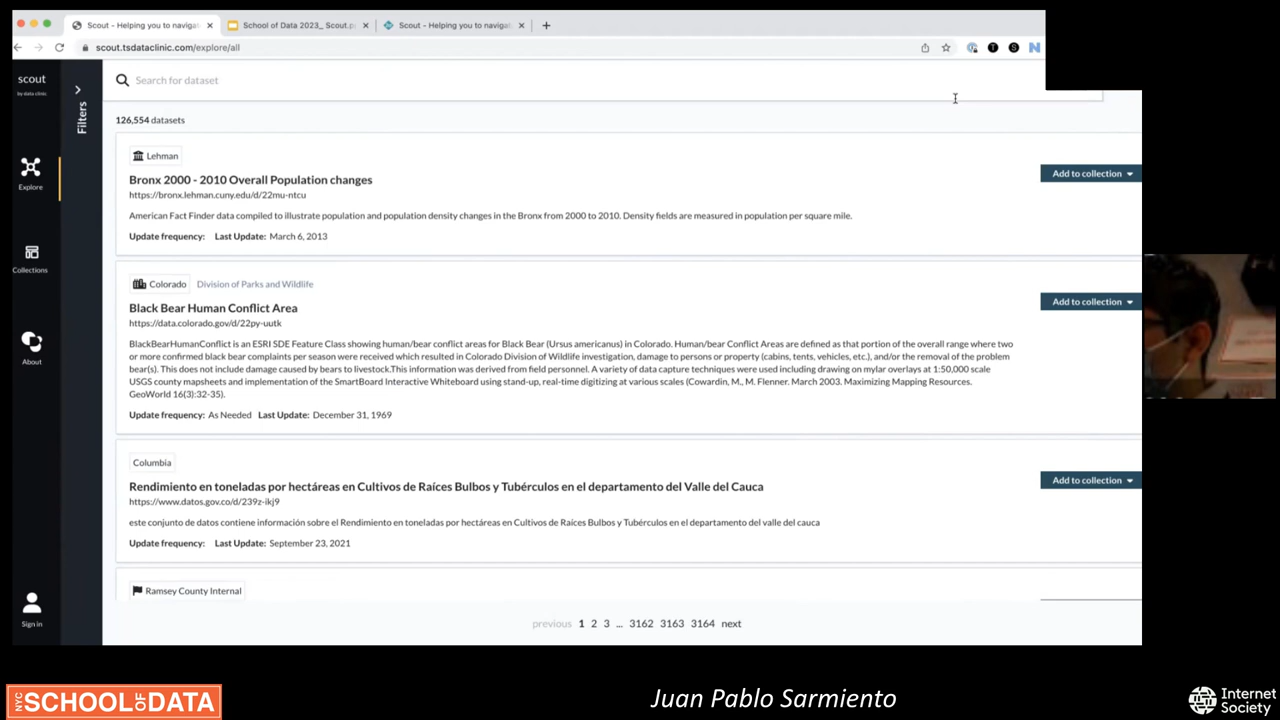 Scout - Helping you to navigat
School of Data 2023_ Scout.p
Scout - Helping you to navigat
scout.tsdataclinic.com/explore/all
scout
by data clinic
Filters
Explore
Collections
About
Sign in
Search for dataset
126,554 datasets
Lehman
Bronx 2000 - 2010 Overall Population changes
https://bronx.lehman.cuny.edu/d/22mu-ntcu
American Fact Finder data compiled to illustrate population and population density changes in the Bronx from 2000 to 2010. Density fields are measured in population per square mile.
Update frequency: Last Update: March 6, 2013
Add to collection
Colorado Division of Parks and Wildlife
Black Bear Human Conflict Area
https://data.colorado.gov/d/22py-uutk
BlackBearHumanConflict is an ESRI SDE Feature Class showing human/bear conflict areas for Black Bear (Ursus americanus) in Colorado. Human/bear Conflict Areas are defined as that portion of the overall range where two
or more confirmed black bear complaints per season were received which resulted in Colorado Division of Wildlife investigation, damage to persons or property (cabins, tents, vehicles, etc.), and/or the removal of the problem
bear(s). This does not include damage caused by bears to livestock.This information was derived from field personnel. A variety of data capture techniques were used including drawing on mylar overlays at 1:50,000 scale
USGS county mapsheets and implementation of the SmartBoard Interactive Whiteboard using stand-up, real-time digitizing at various scales (Cowardin, M., M. Flenner. March 2003. Maximizing Mapping Resources.
GeoWorld 16(3):32-35).
Update frequency: As Needed Last Update: December 31, 1969
Add to collection
Columbia
Rendimiento en toneladas por hectáreas en Cultivos de Raíces Bulbos y Tubérculos en el departamento del Valle del Cauca
https://www.datos.gov.co/d/239z-ikj9
este conjunto de datos contiene información sobre el Rendimiento en toneladas por hectáreas en Cultivos de Raíces Bulbos y Tubérculos en el departamento del valle del cauca
Update frequency: Last Update: September 23, 2021
Add to collection
Ramsey County Internal
previous 1 2 3 ... 3162 3163 3164 next
NYC SCHOOL OF DATA
Juan Pablo Sarmiento
Internet
Society